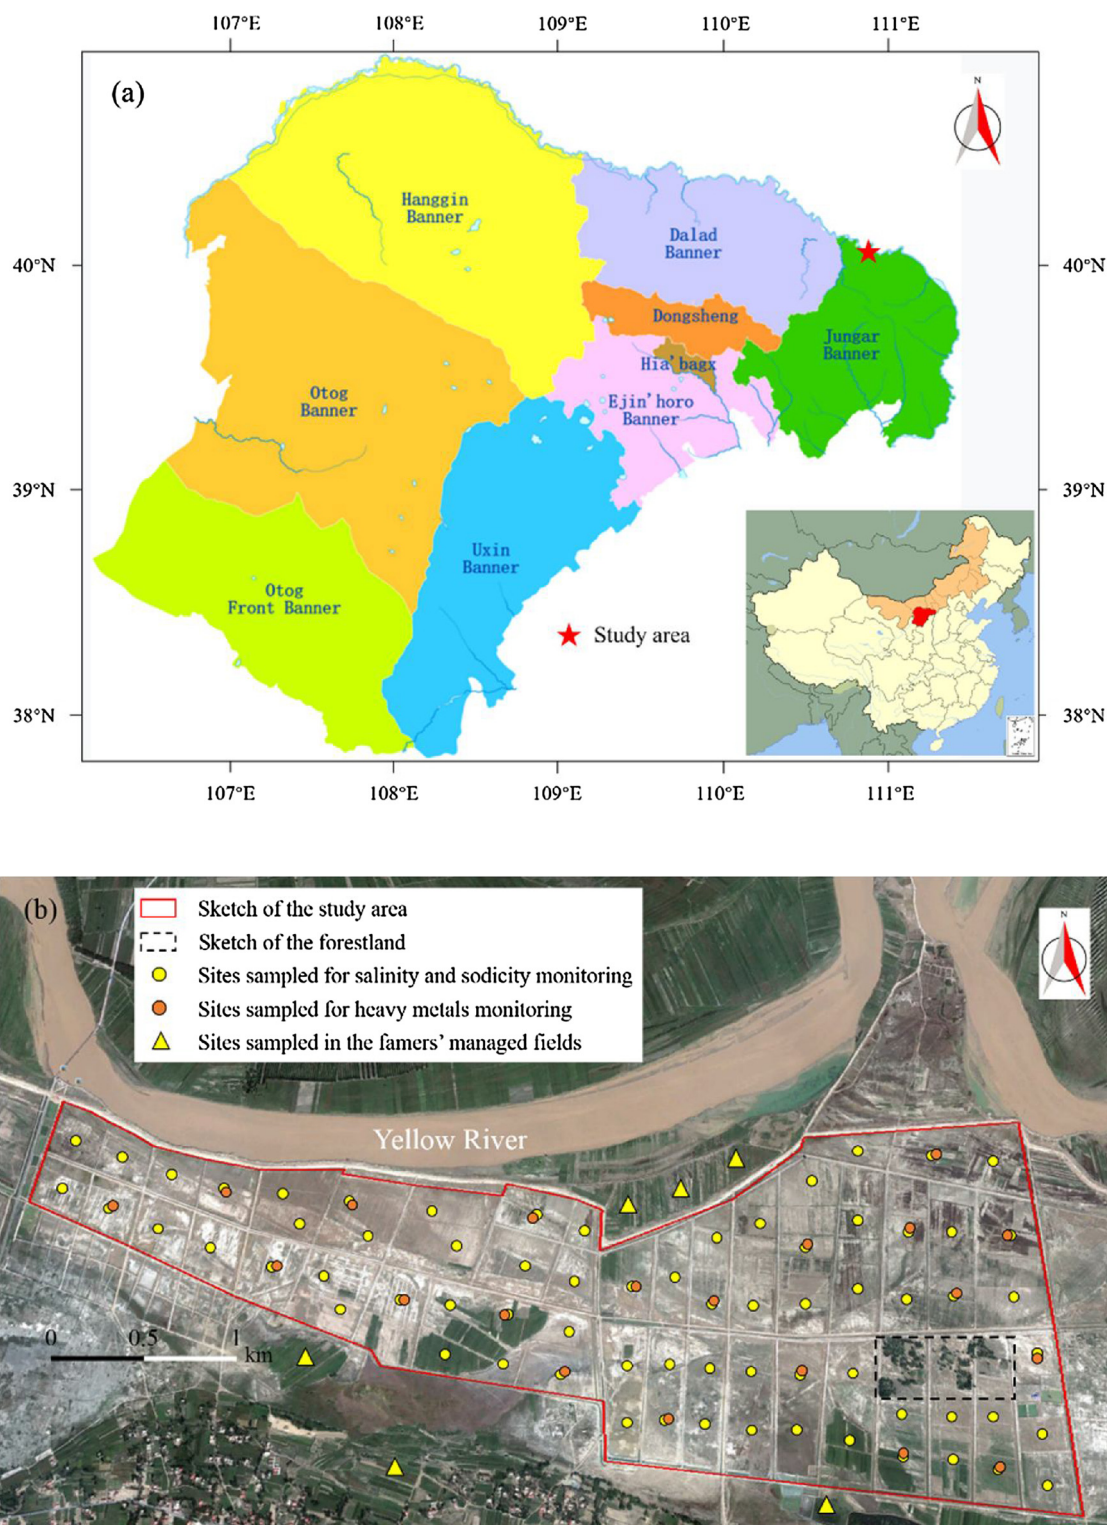 107°E 108°E 109°E 110°E 111°E
(a)
N
Hanggin
Banner
Dalad
Banner
40°N 40°N
Dongsheng
Jungar
Banner
Hia'bagx
Otog
Banner
Ejin'horo
Banner
39°N 39°N
Uxin
Banner
Otog
Front Banner
Study area
38°N 38°N
107°E 108°E 109°E 110°E 111°E
(b)
Sketch of the study area
Sketch of the forestland
Sites sampled for salinity and sodicity monitoring
Sites sampled for heavy metals monitoring
Sites sampled in the famers' managed fields
N
Yellow River
0 0.5 1
km